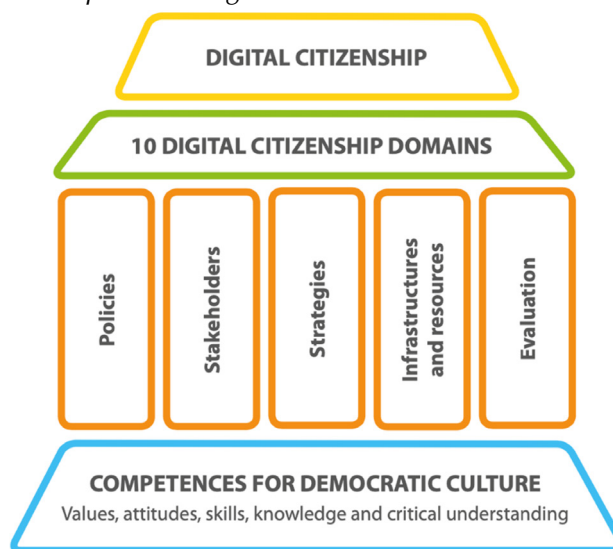 DIGITAL CITIZENSHIP
10 DIGITAL CITIZENSHIP DOMAINS
Policies
Stakeholders
Strategies
Infrastructures
and resources
Evaluation
COMPETENCES FOR DEMOCRATIC CULTURE
Values, attitudes, skills, knowledge and critical understanding